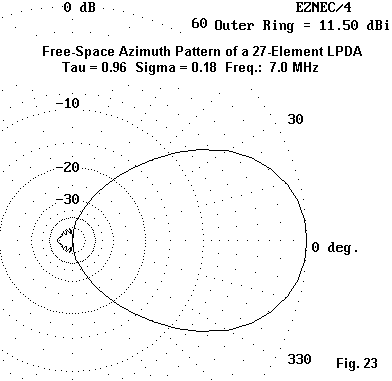 0 dB
EZNEC/4
60 Outer Ring = 11.50 dBi
Free-Space Azimuth Pattern of a 27-Element LPDA
Tau = 0.96 Sigma = 0.18 Freq.: 7.0 MHz
-10
30
-20
-30
0 deg.
330
Fig. 23